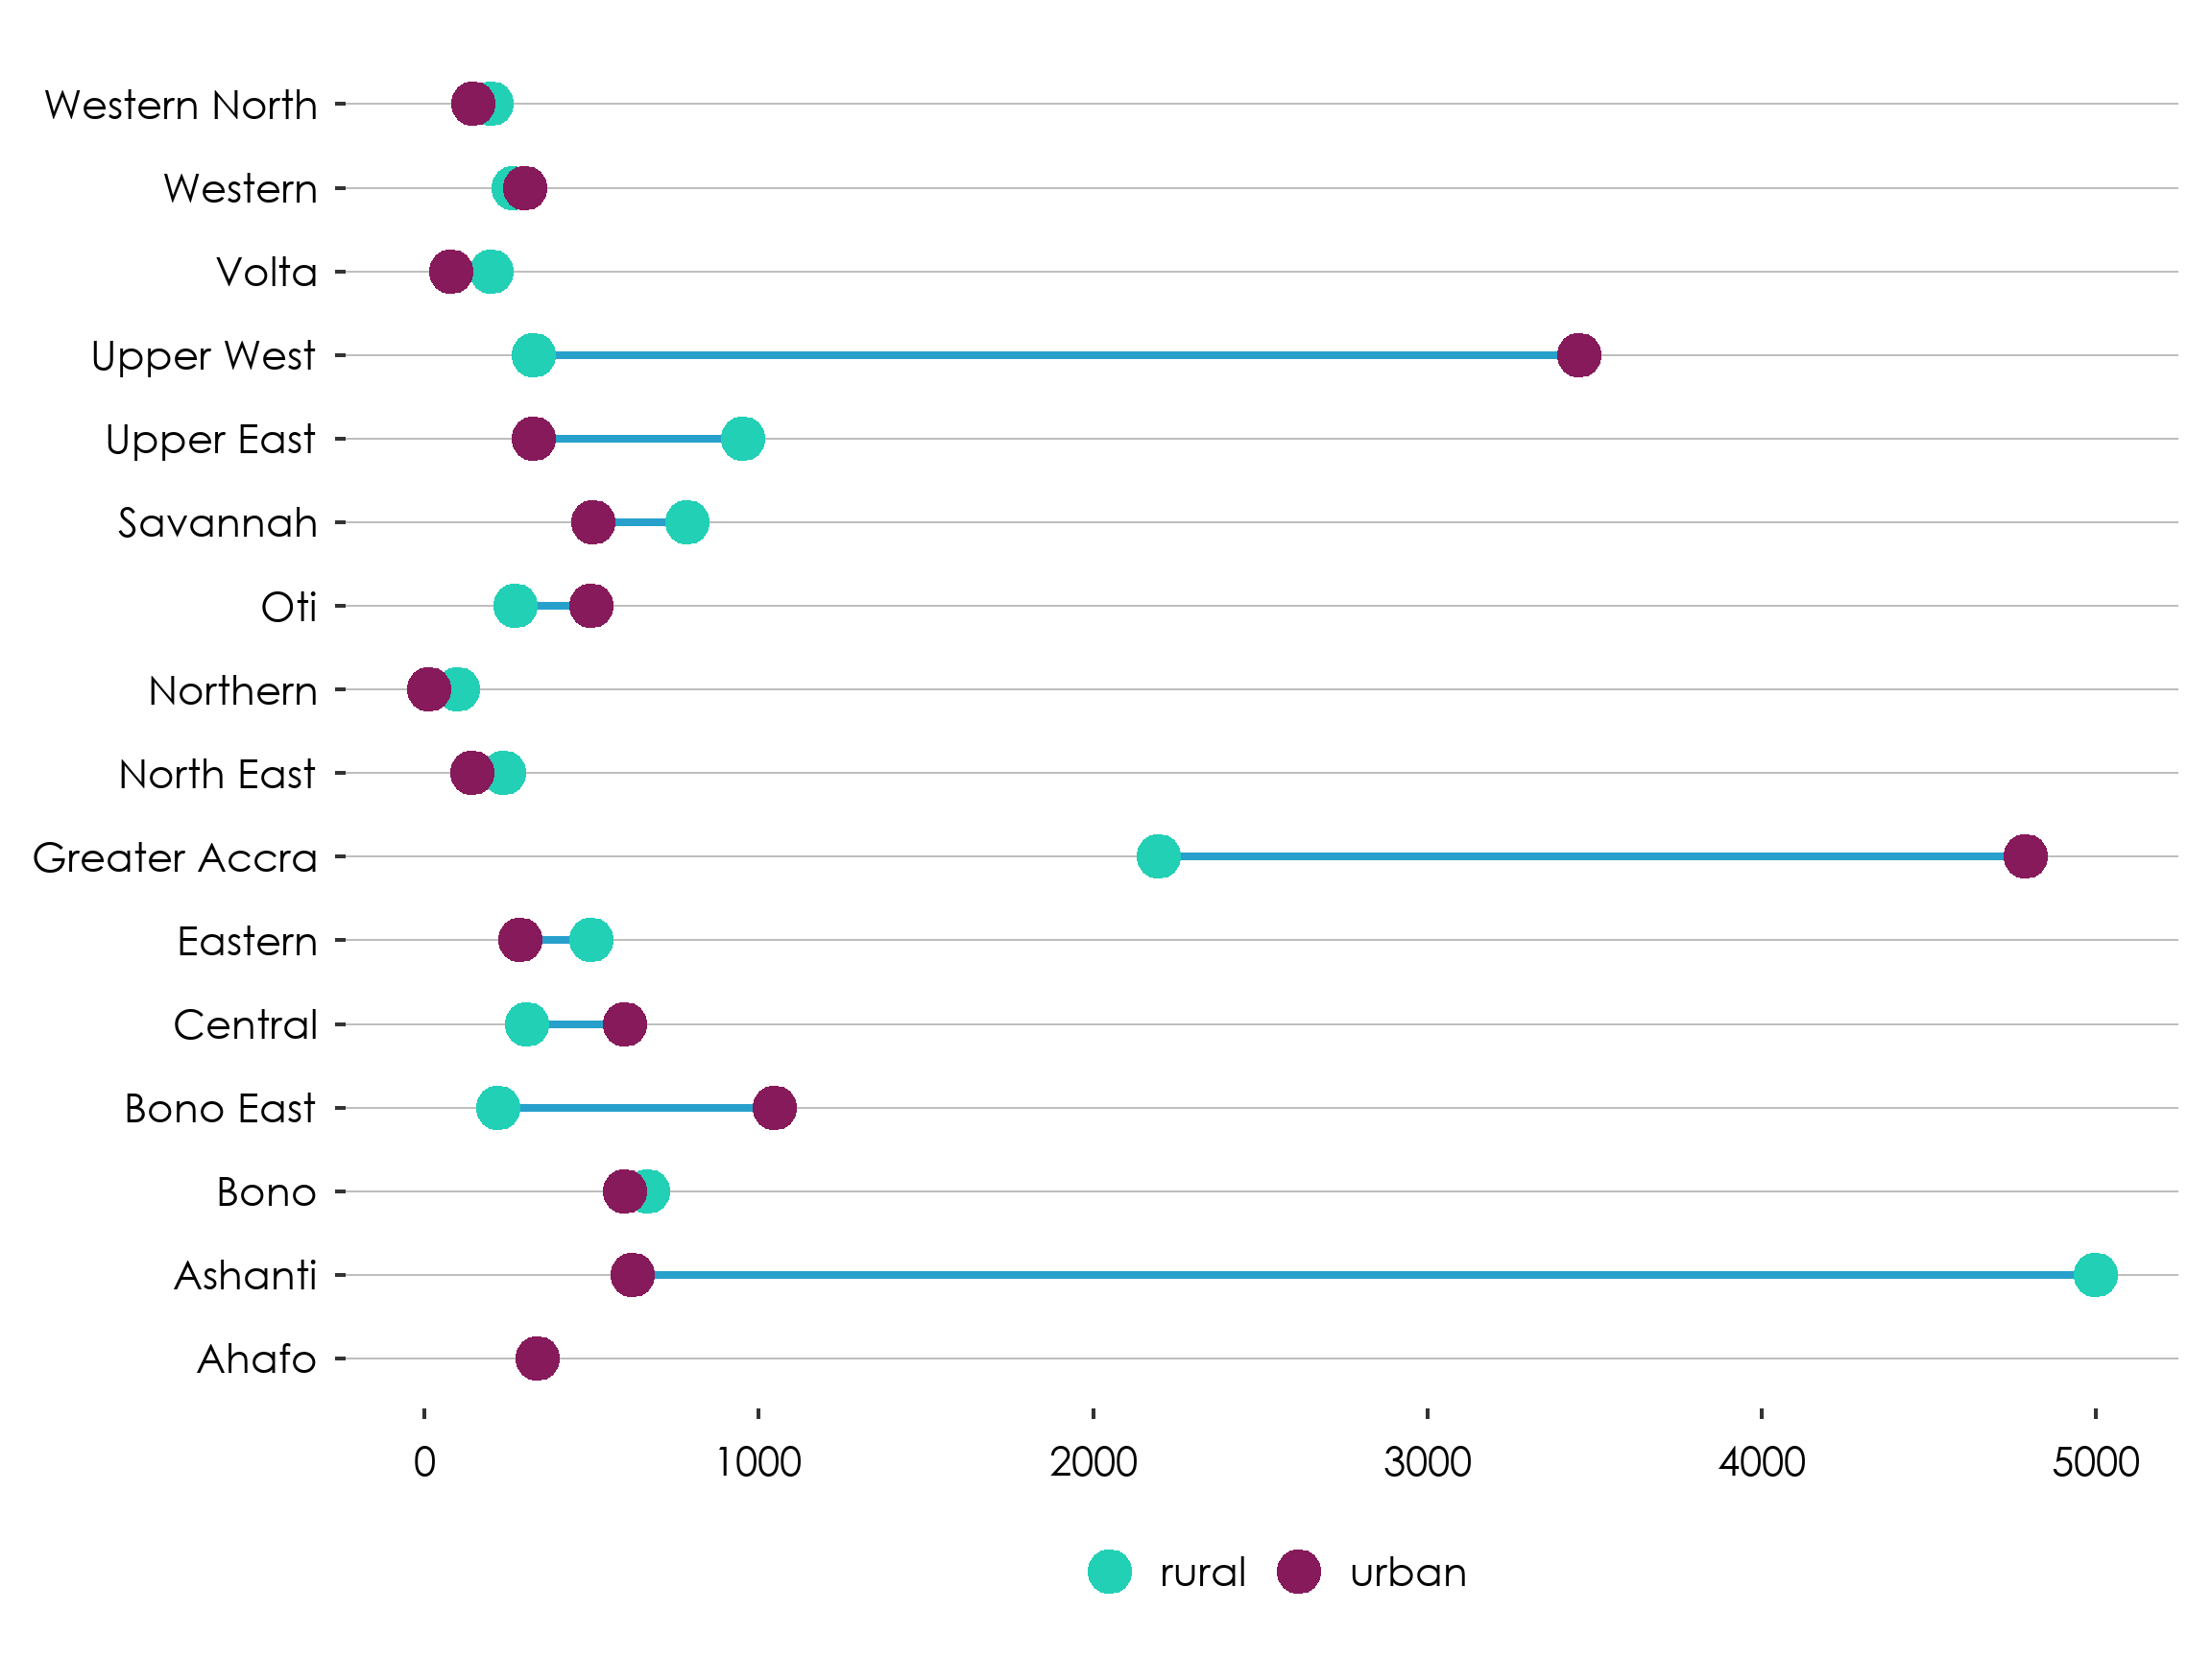 Western North
Western
Volta
Upper West
Upper East
Savannah
Oti
Northern
North East
Greater Accra
Eastern
Central
Bono East
Bono
Ashanti
Ahafo
0 1000 2000 3000 4000 5000
rural urban